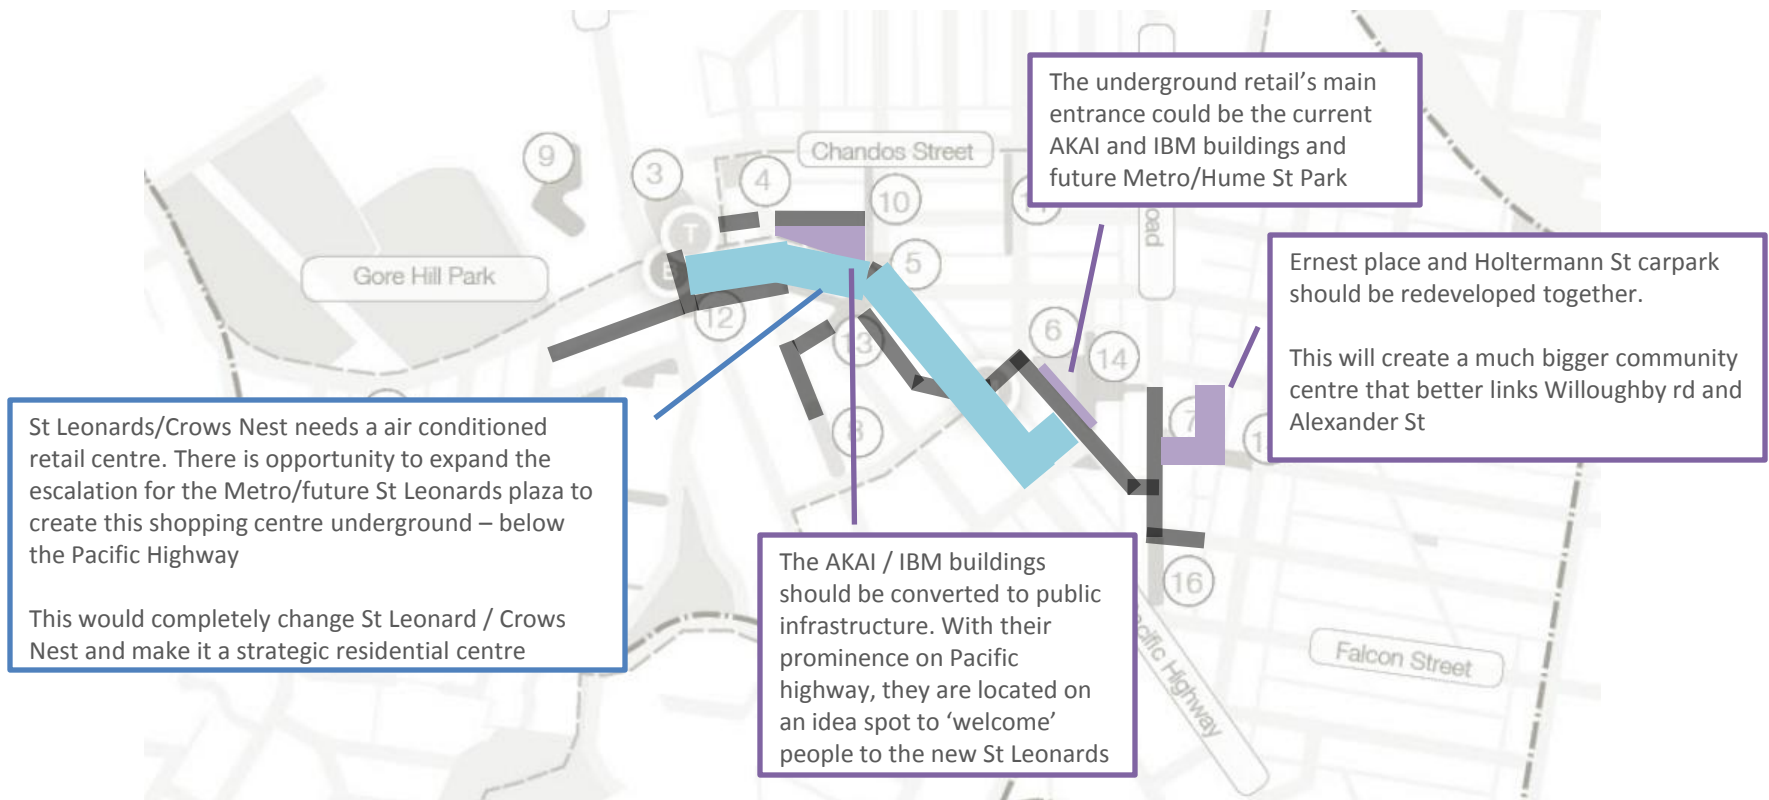 The underground retail’s main
entrance could be the current
AKAI and IBM buildings and
future Metro/Hume St Park
Ernest place and Holtermann St carpark
should be redeveloped together.
This will create a much bigger community
centre that better links Willoughby rd and
Alexander St
St Leonards/Crows Nest needs a air conditioned
retail centre. There is opportunity to expand the
escalation for the Metro/future St Leonards plaza to
create this shopping centre underground – below
the Pacific Highway
This would completely change St Leonard / Crows
Nest and make it a strategic residential centre
The AKAI / IBM buildings
should be converted to public
infrastructure. With their
prominence on Pacific
highway, they are located on
an idea spot to ‘welcome’
people to the new St Leonards
Chandos Street
Gore Hill Park
Falcon Street
Pacific Highway
oad
9
3
4
10
T
B
5
12
13
6
14
8
7
16